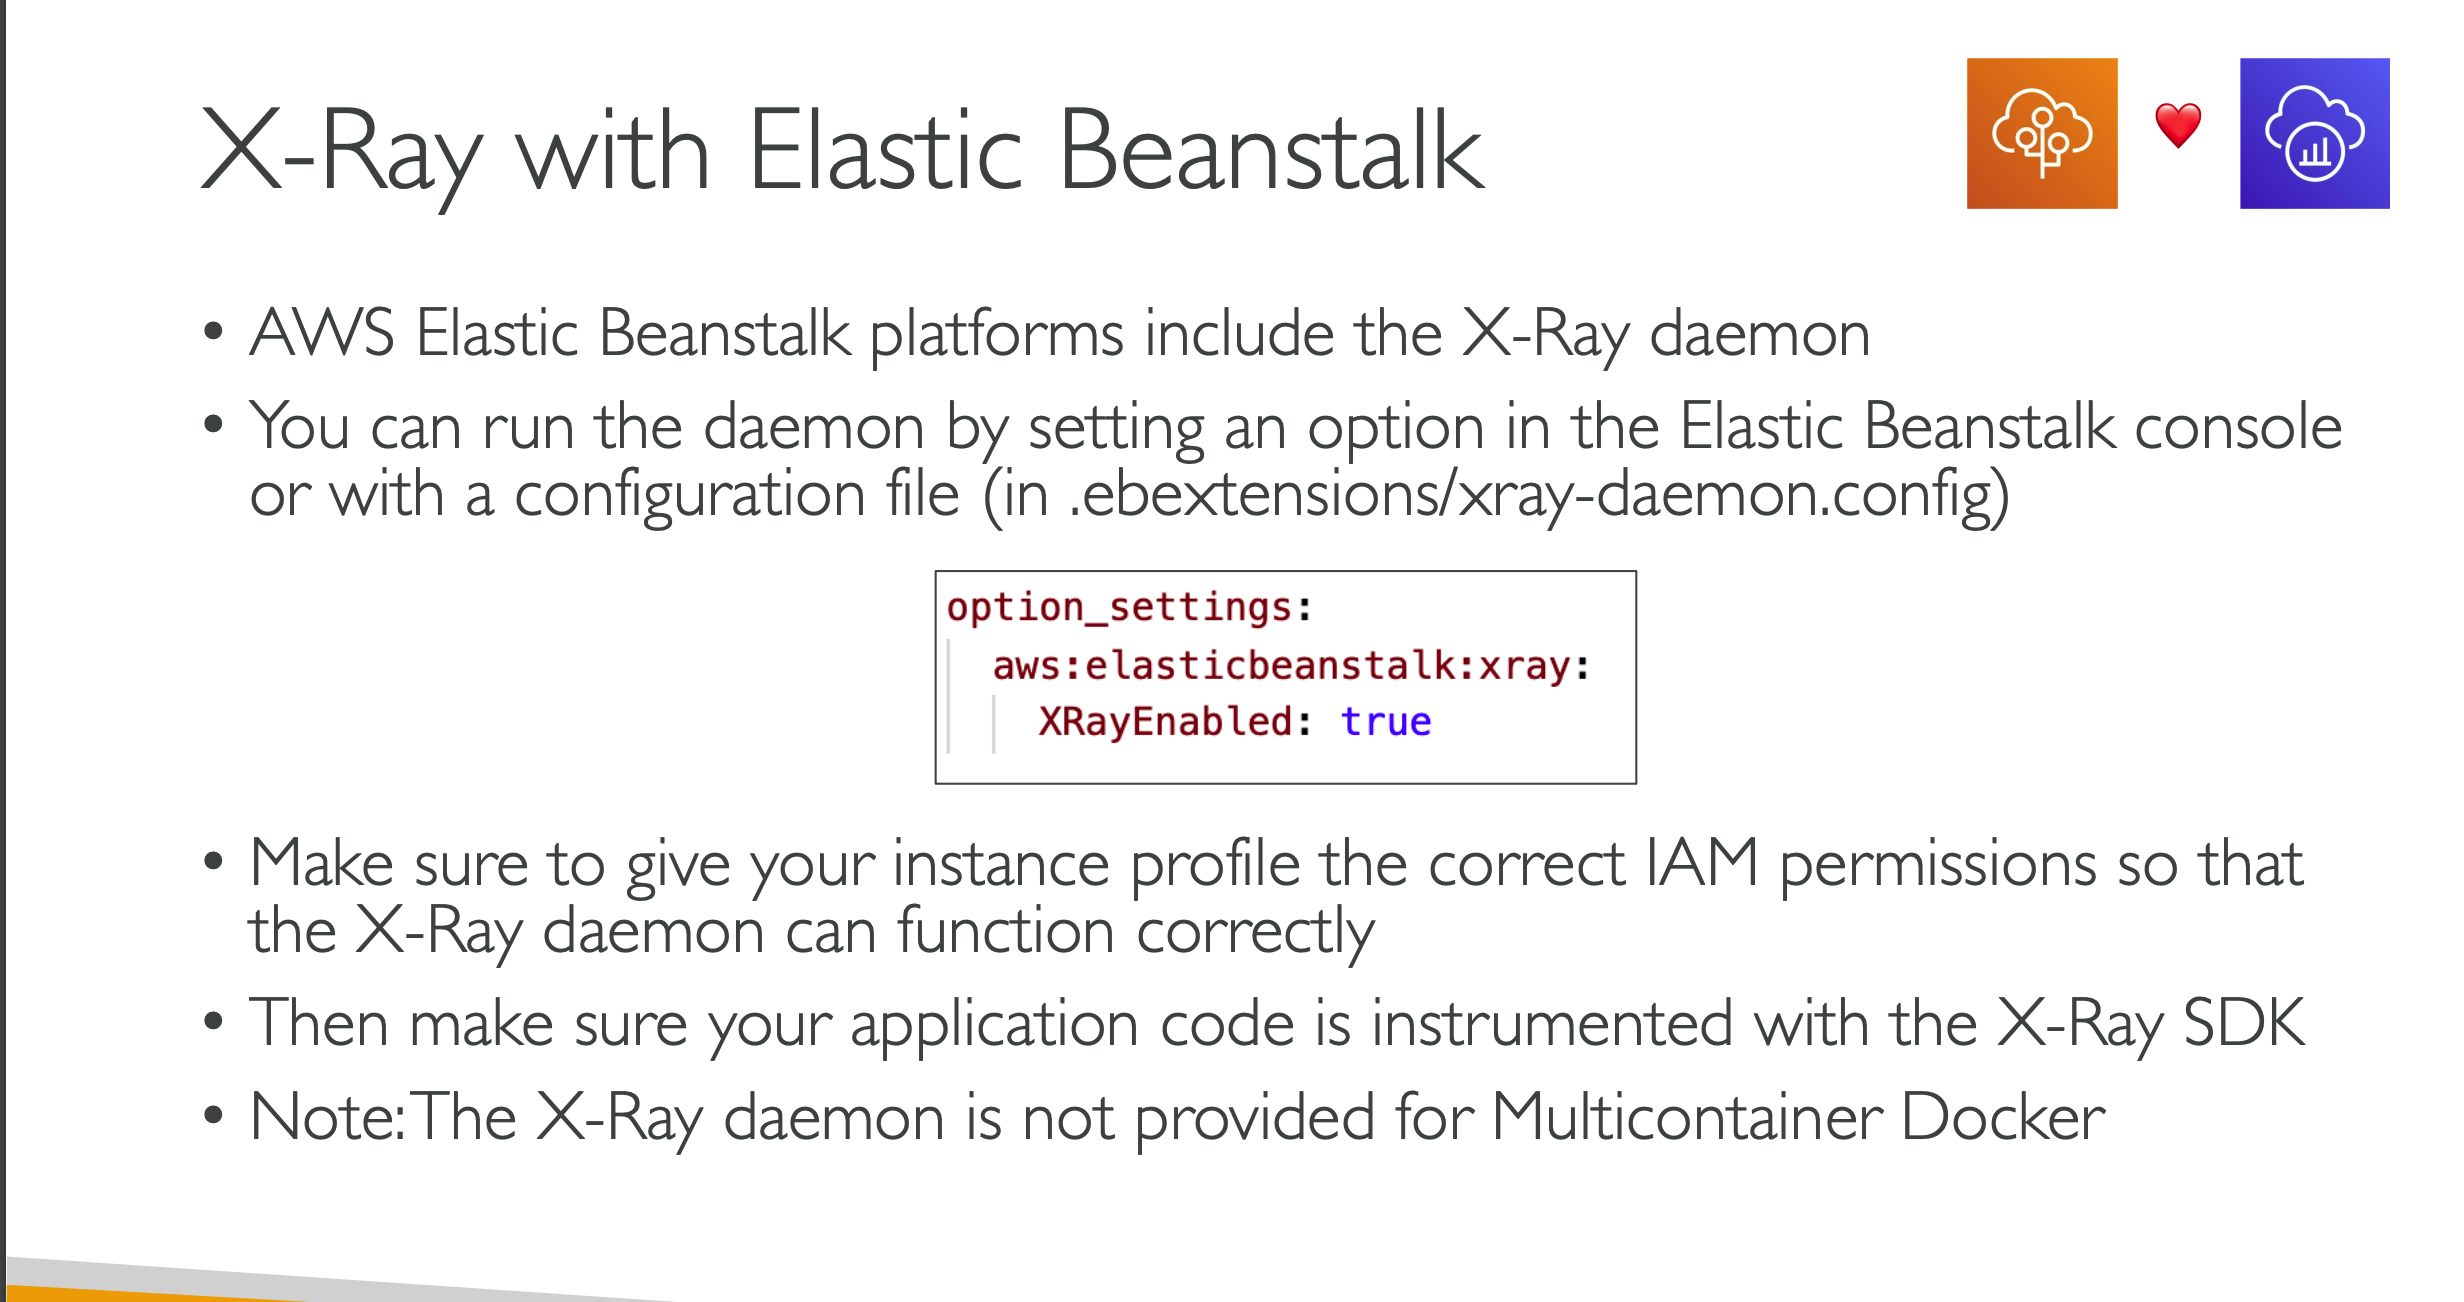 X-Ray with Elastic Beanstalk
• AWS Elastic Beanstalk platforms include the X-Ray daemon
• You can run the daemon by setting an option in the Elastic Beanstalk console
or with a configuration file (in .ebextensions/xray-daemon.config)
option_settings:
  aws:elasticbeanstalk:xray:
    XRayEnabled: true
• Make sure to give your instance profile the correct IAM permissions so that
the X-Ray daemon can function correctly
• Then make sure your application code is instrumented with the X-Ray SDK
• Note: The X-Ray daemon is not provided for Multicontainer Docker